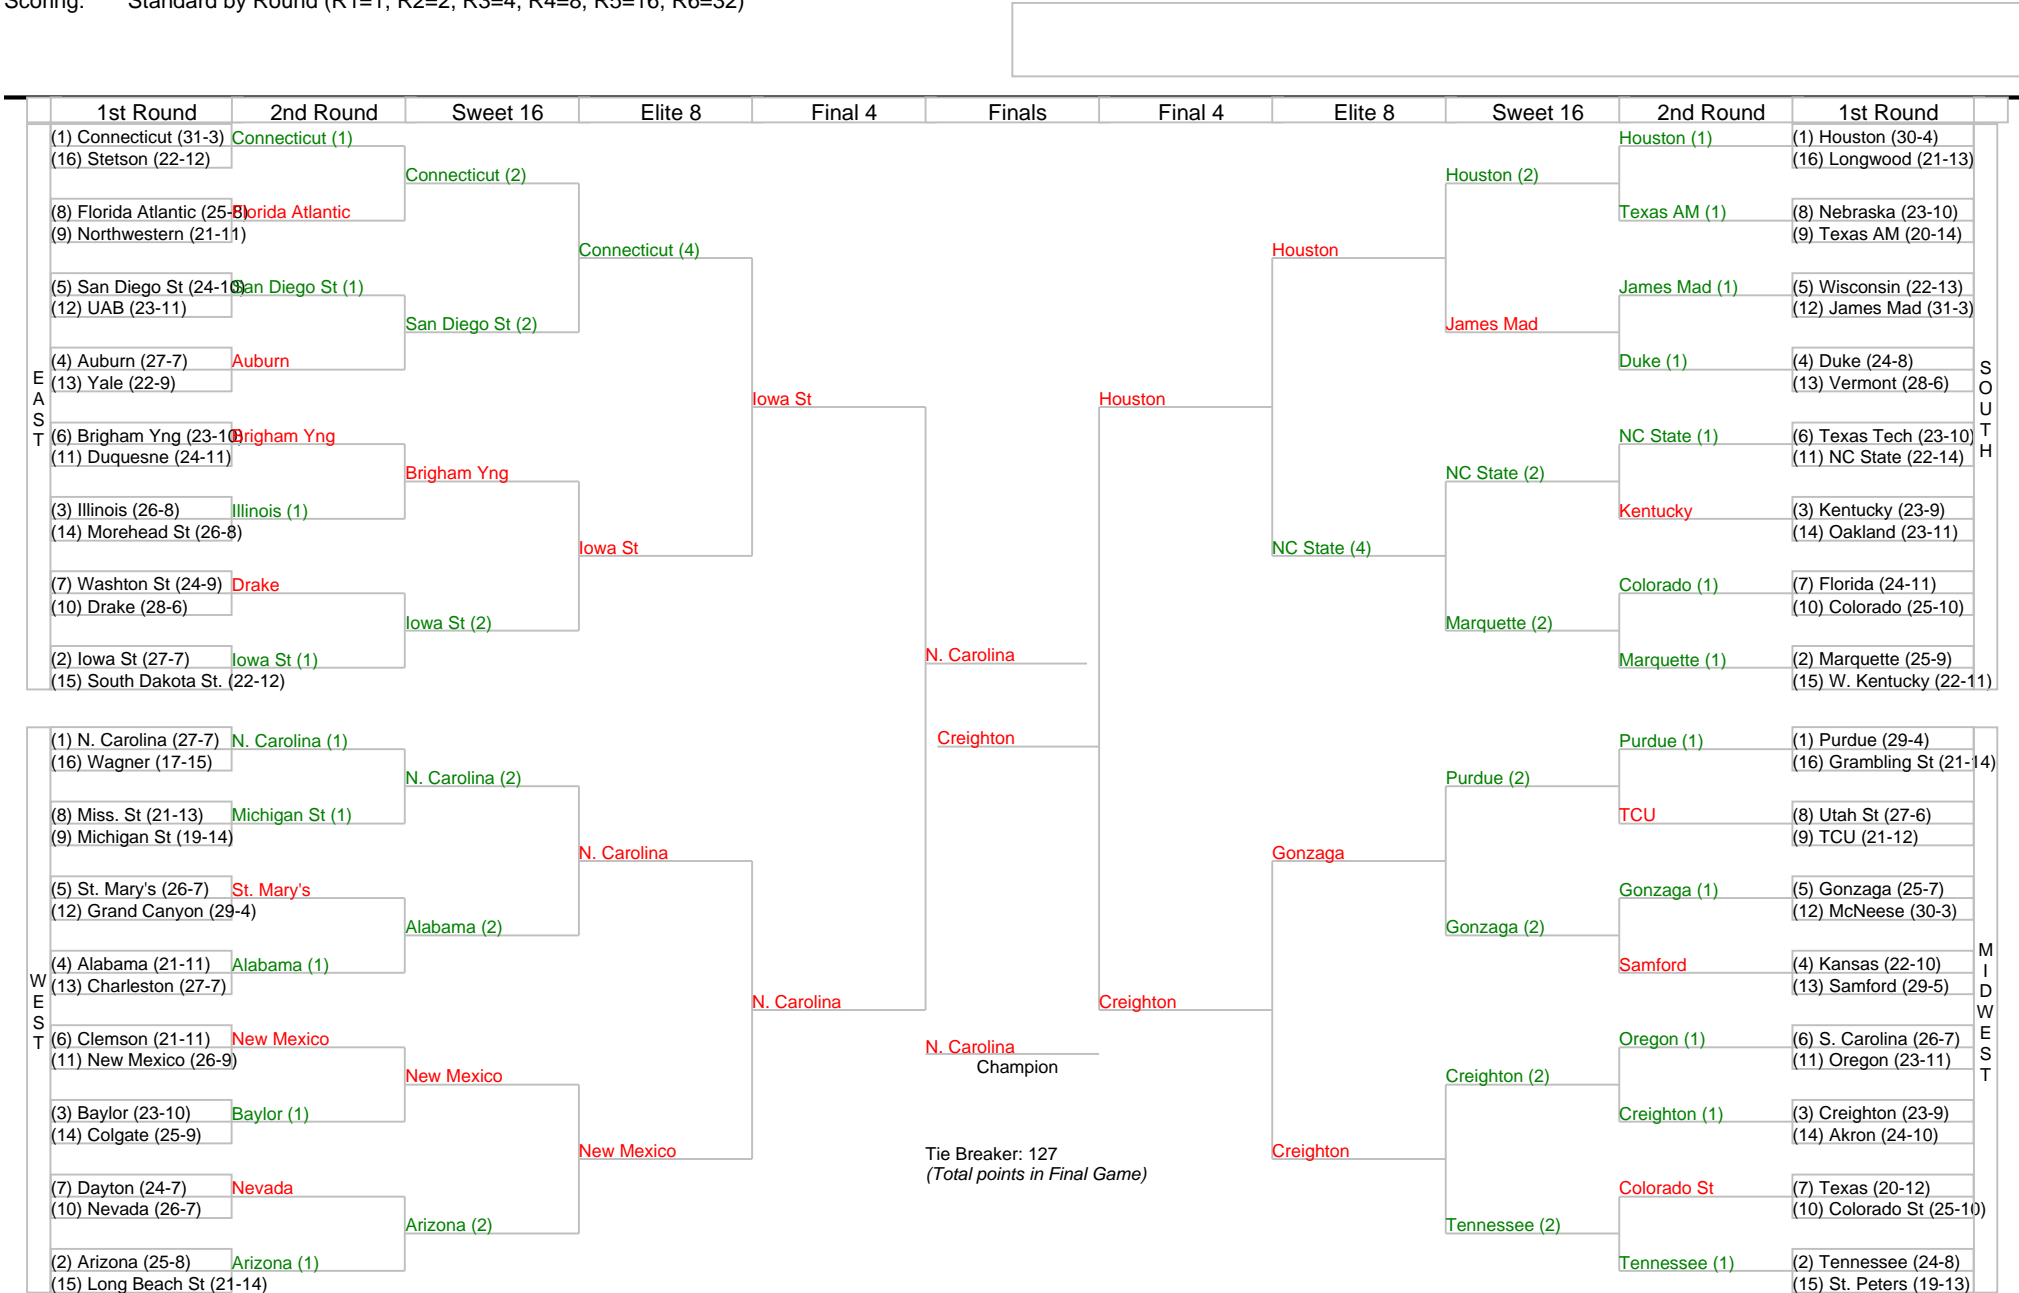 Scoring: Standard by Round (R1=1, R2=2, R3=4, R4=8, R5=16, R6=32)
1st Round 2nd Round Sweet 16 Elite 8 Final 4 Finals Final 4 Elite 8 Sweet 16 2nd Round 1st Round
EAST
(1) Connecticut (31-3)
(16) Stetson (22-12)
(8) Florida Atlantic (25-8)
(9) Northwestern (21-11)
(5) San Diego St (24-10)
(12) UAB (23-11)
(4) Auburn (27-7)
(13) Yale (22-9)
(6) Brigham Yng (23-10)
(11) Duquesne (24-11)
(3) Illinois (26-8)
(14) Morehead St (26-8)
(7) Washton St (24-9)
(10) Drake (28-6)
(2) Iowa St (27-7)
(15) South Dakota St. (22-12)
Connecticut (1)
Florida Atlantic
San Diego St (1)
Auburn
Brigham Yng
Illinois (1)
Drake
Iowa St (1)
Connecticut (2)
San Diego St (2)
Brigham Yng
Iowa St (2)
Connecticut (4)
Iowa St
Iowa St
WEST
(1) N. Carolina (27-7)
(16) Wagner (17-15)
(8) Miss. St (21-13)
(9) Michigan St (19-14)
(5) St. Mary's (26-7)
(12) Grand Canyon (29-4)
(4) Alabama (21-11)
(13) Charleston (27-7)
(6) Clemson (21-11)
(11) New Mexico (26-9)
(3) Baylor (23-10)
(14) Colgate (25-9)
(7) Dayton (24-7)
(10) Nevada (26-7)
(2) Arizona (25-8)
(15) Long Beach St (21-14)
N. Carolina (1)
Michigan St (1)
St. Mary's
Alabama (1)
New Mexico
Baylor (1)
Nevada
Arizona (1)
N. Carolina (2)
Alabama (2)
New Mexico
Arizona (2)
N. Carolina
New Mexico
N. Carolina
N. Carolina
Creighton
N. Carolina
Champion
Tie Breaker: 127
(Total points in Final Game)
Houston
Houston
NC State (4)
Houston (2)
James Mad
NC State (2)
Marquette (2)
Houston (1)
Texas AM (1)
James Mad (1)
Duke (1)
NC State (1)
Kentucky
Colorado (1)
Marquette (1)
(1) Houston (30-4)
(16) Longwood (21-13)
(8) Nebraska (23-10)
(9) Texas AM (20-14)
(5) Wisconsin (22-13)
(12) James Mad (31-3)
(4) Duke (24-8)
(13) Vermont (28-6)
(6) Texas Tech (23-10)
(11) NC State (22-14)
(3) Kentucky (23-9)
(14) Oakland (23-11)
(7) Florida (24-11)
(10) Colorado (25-10)
(2) Marquette (25-9)
(15) W. Kentucky (22-11)
SOUTH
Creighton
Gonzaga
Creighton
Purdue (2)
Gonzaga (2)
Creighton (2)
Tennessee (2)
Purdue (1)
TCU
Gonzaga (1)
Samford
Oregon (1)
Creighton (1)
Colorado St
Tennessee (1)
(1) Purdue (29-4)
(16) Grambling St (21-14)
(8) Utah St (27-6)
(9) TCU (21-12)
(5) Gonzaga (25-7)
(12) McNeese (30-3)
(4) Kansas (22-10)
(13) Samford (29-5)
(6) S. Carolina (26-7)
(11) Oregon (23-11)
(3) Creighton (23-9)
(14) Akron (24-10)
(7) Texas (20-12)
(10) Colorado St (25-10)
(2) Tennessee (24-8)
(15) St. Peters (19-13)
MIDWEST